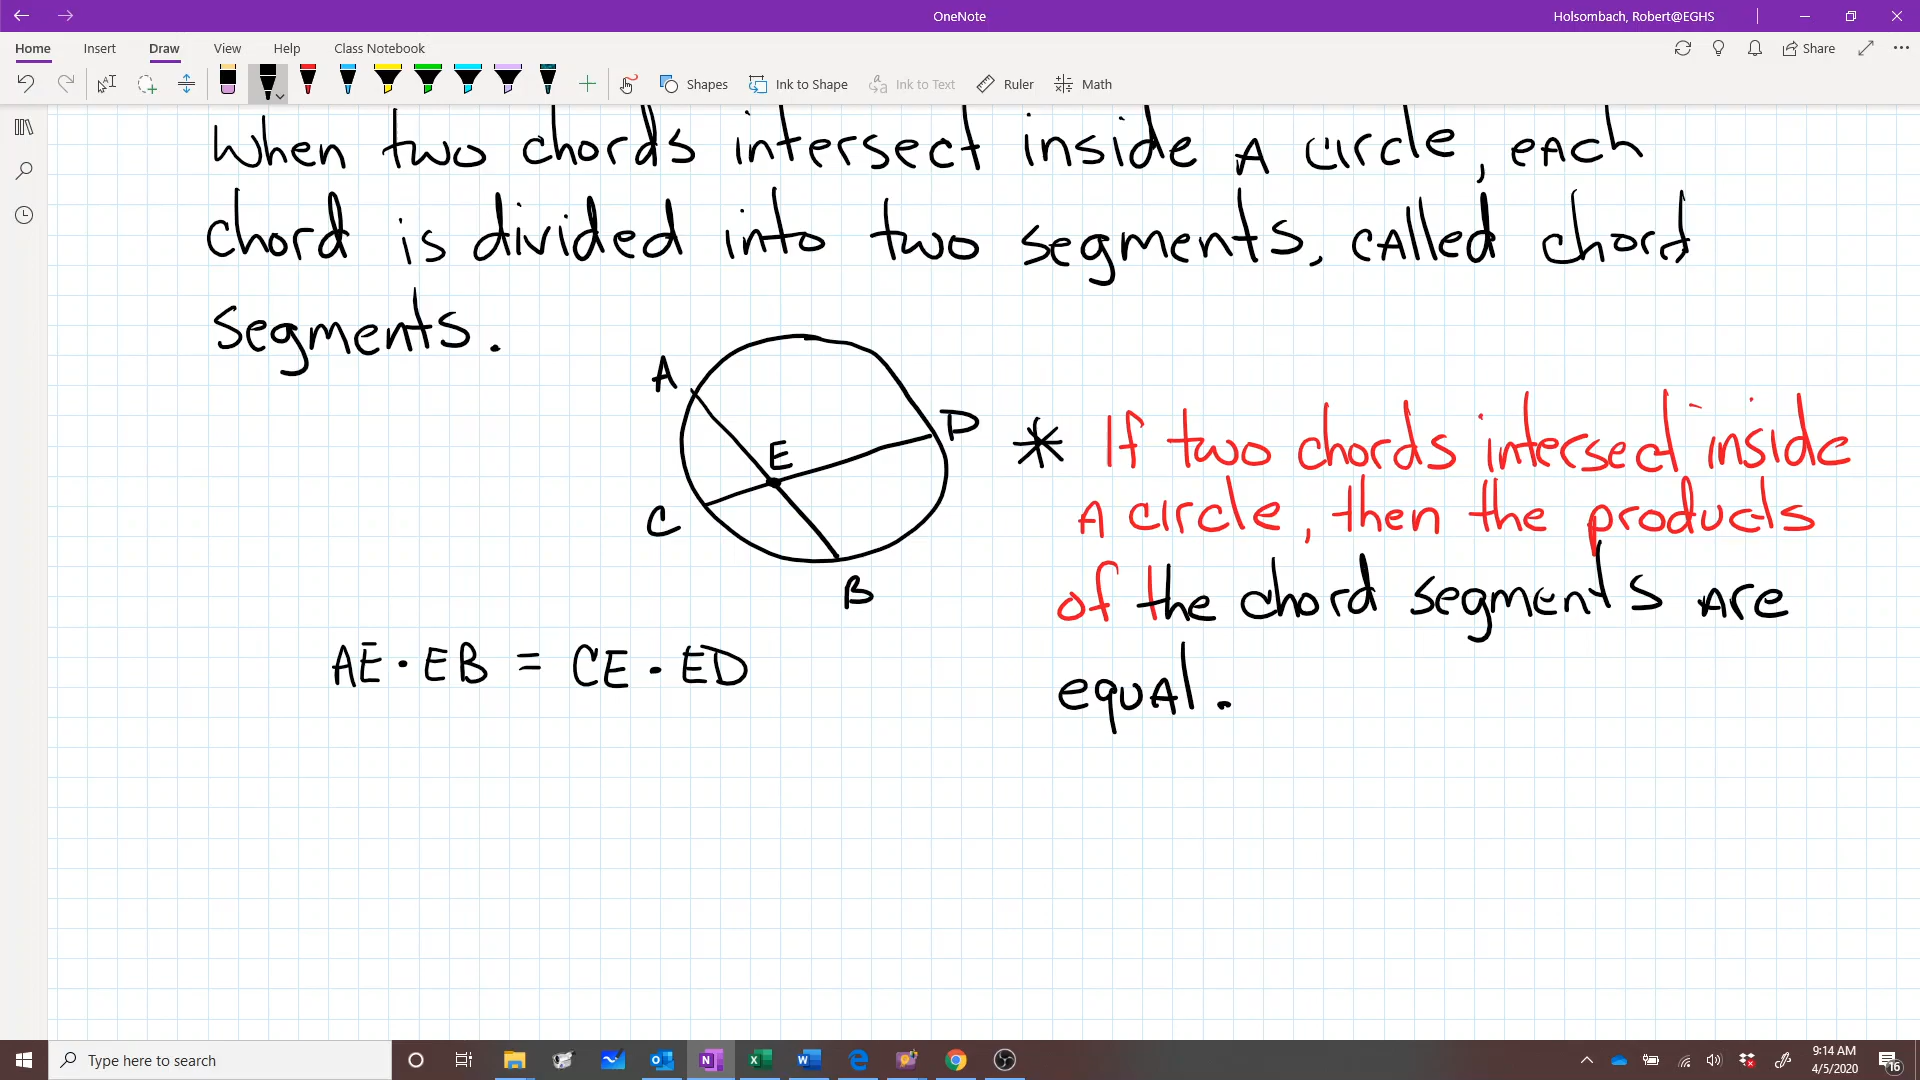 OneNote
Holsombach, Robert@EGHS
Home Insert Draw View Help Class Notebook
Share
Shapes Ink to Shape Ink to Text Ruler Math
When two chords intersect inside A circle, eAch
chord is divided into two segments, cAlled chord
segments.
A
D
E
C
B
* If two chords intersect inside
A circle, then the products
of the chord segments Are
equAl.
AE · EB = CE · ED
Type here to search
9:14 AM
4/5/2020
16